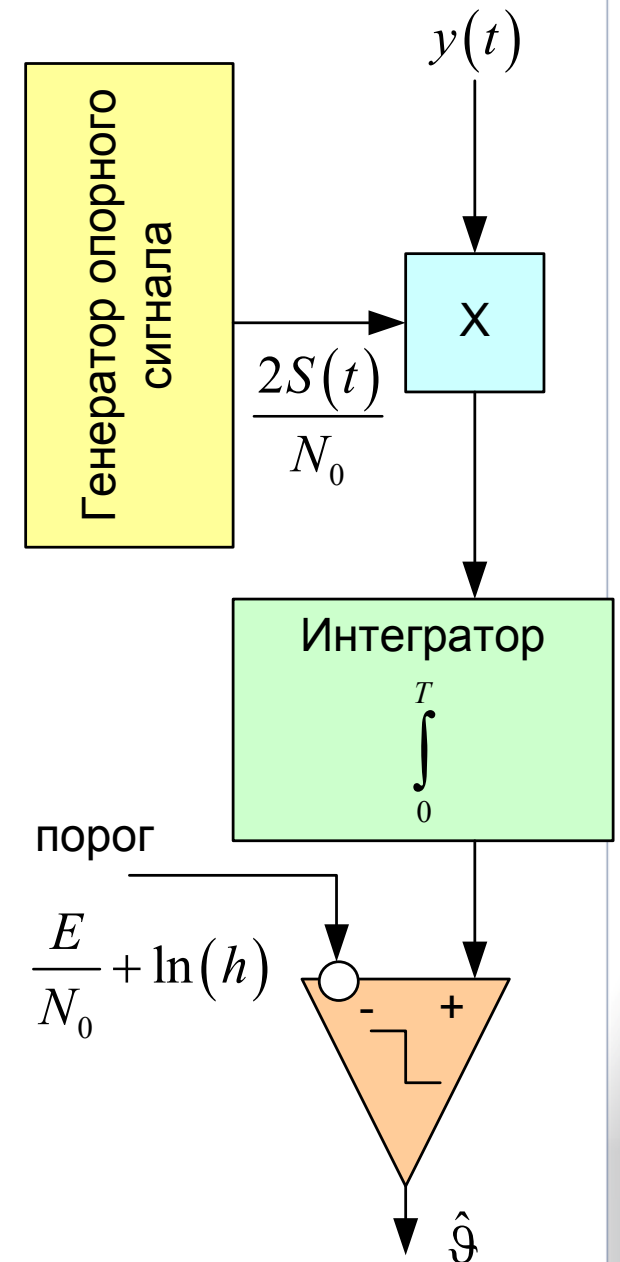 y(t)
Генератор опорного
сигнала
X
2S(t)
N₀
Интегратор
T
∫
0
порог
E/N₀ + ln(h)
- +
ϑ̂